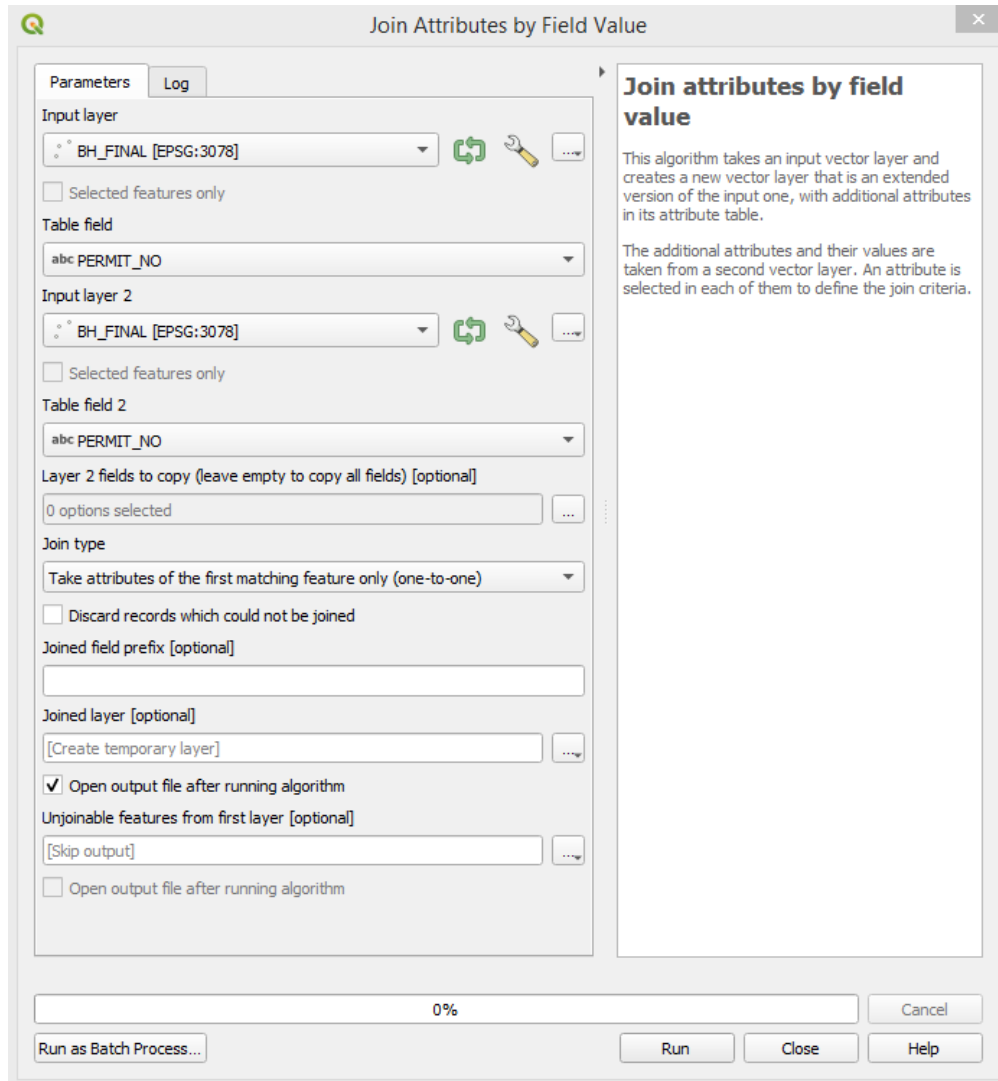 Join Attributes by Field Value
Parameters
Log
Input layer
BH_FINAL [EPSG:3078]
...
Selected features only
Table field
abc PERMIT_NO
Input layer 2
BH_FINAL [EPSG:3078]
...
Selected features only
Table field 2
abc PERMIT_NO
Layer 2 fields to copy (leave empty to copy all fields) [optional]
0 options selected
...
Join type
Take attributes of the first matching feature only (one-to-one)
Discard records which could not be joined
Joined field prefix [optional]
Joined layer [optional]
[Create temporary layer]
...
Open output file after running algorithm
Unjoinable features from first layer [optional]
[Skip output]
...
Open output file after running algorithm
Join attributes by field
value
This algorithm takes an input vector layer and
creates a new vector layer that is an extended
version of the input one, with additional attributes
in its attribute table.
The additional attributes and their values are
taken from a second vector layer. An attribute is
selected in each of them to define the join criteria.
0%
Cancel
Run as Batch Process...
Run
Close
Help